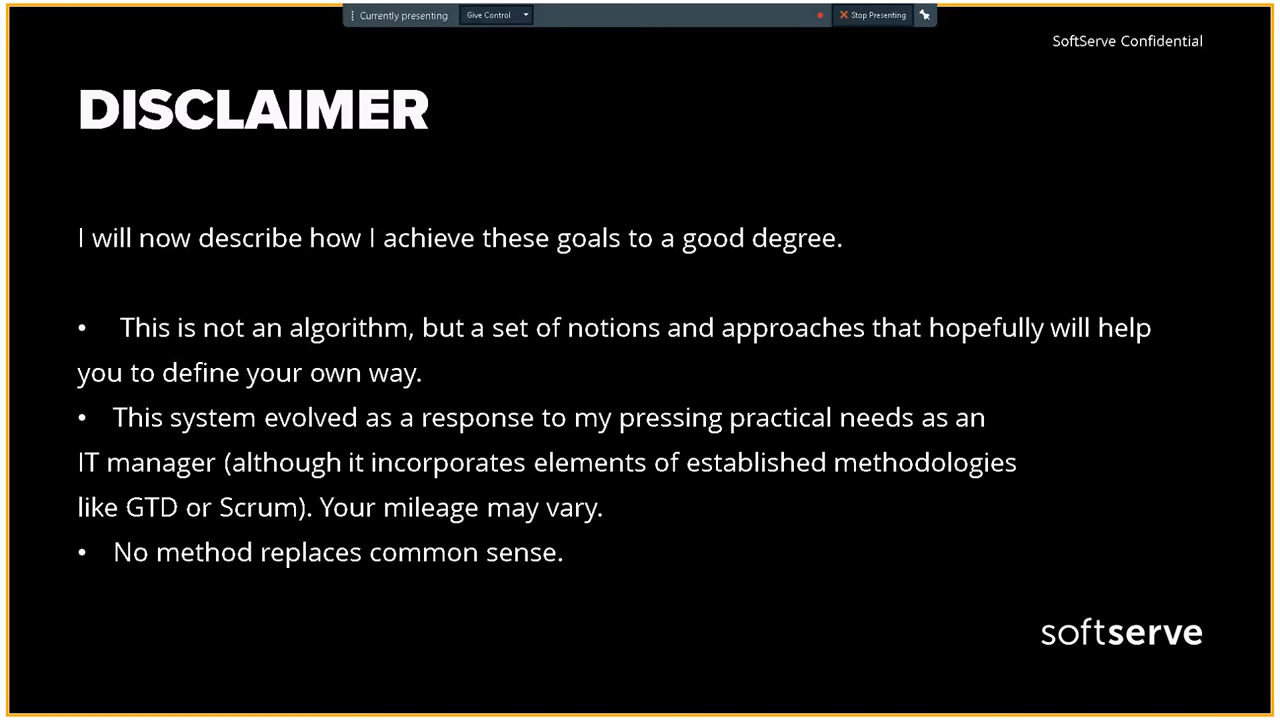 Currently presenting
Give Control
Stop Presenting
SoftServe Confidential
DISCLAIMER
I will now describe how I achieve these goals to a good degree.
• This is not an algorithm, but a set of notions and approaches that hopefully will help
you to define your own way.
• This system evolved as a response to my pressing practical needs as an
IT manager (although it incorporates elements of established methodologies
like GTD or Scrum). Your mileage may vary.
• No method replaces common sense.
softserve